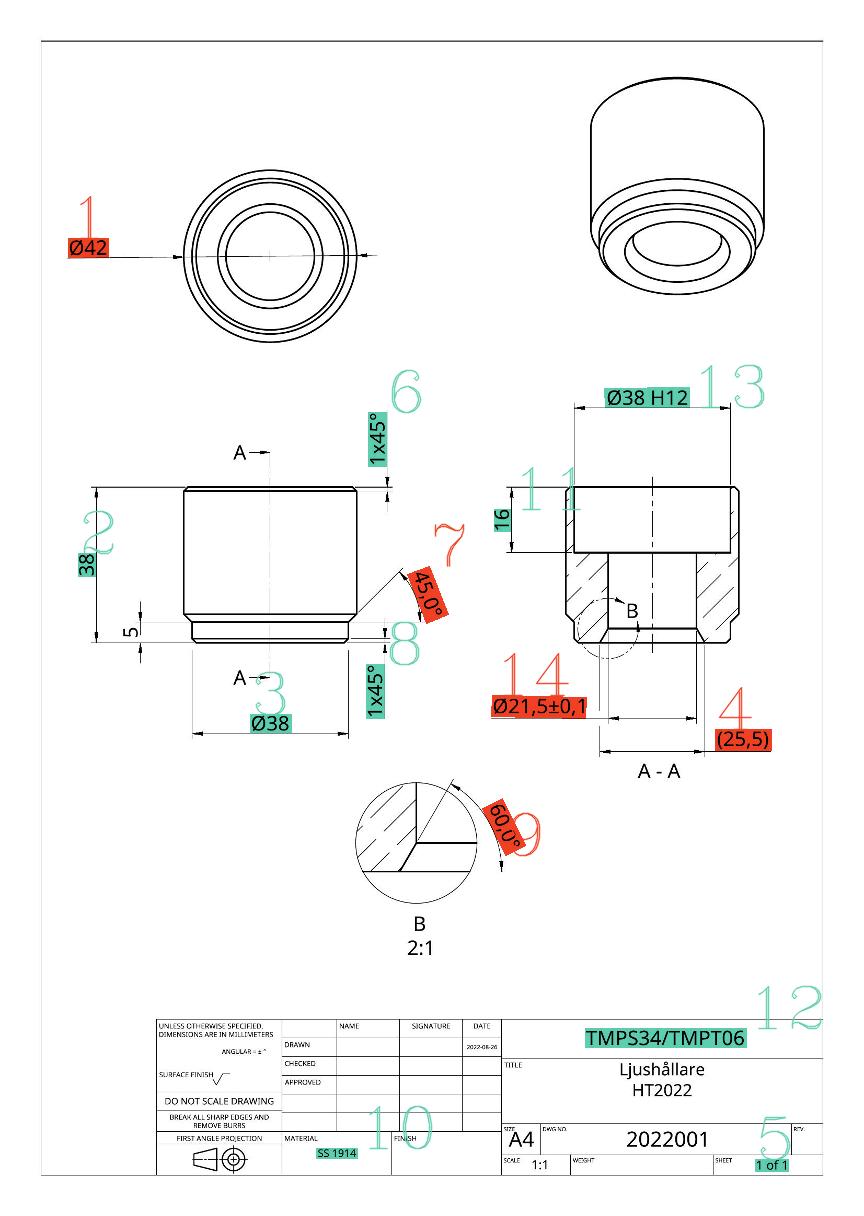 1
Ø42
6
1x45°
13
Ø38 H12
A
11
2
38
16
7
45,0°
5
B
8
A
3
1x45°
Ø38
14
Ø21,5±0,1
4
(25,5)
A - A
60,0°
9
B
2:1
12
UNLESS OTHERWISE SPECIFIED,
DIMENSIONS ARE IN MILLIMETERS
ANGULAR = ± °
SURFACE FINISH
DO NOT SCALE DRAWING
BREAK ALL SHARP EDGES AND
REMOVE BURRS
FIRST ANGLE PROJECTION
NAME
SIGNATURE
DATE
DRAWN
2022-08-26
CHECKED
APPROVED
10
MATERIAL
SS 1914
FINISH
TMPS34/TMPT06
TITLE
Ljushållare
HT2022
5
SIZE
A4
DWG NO.
2022001
REV.
SCALE
1:1
WEIGHT
SHEET
1 of 1